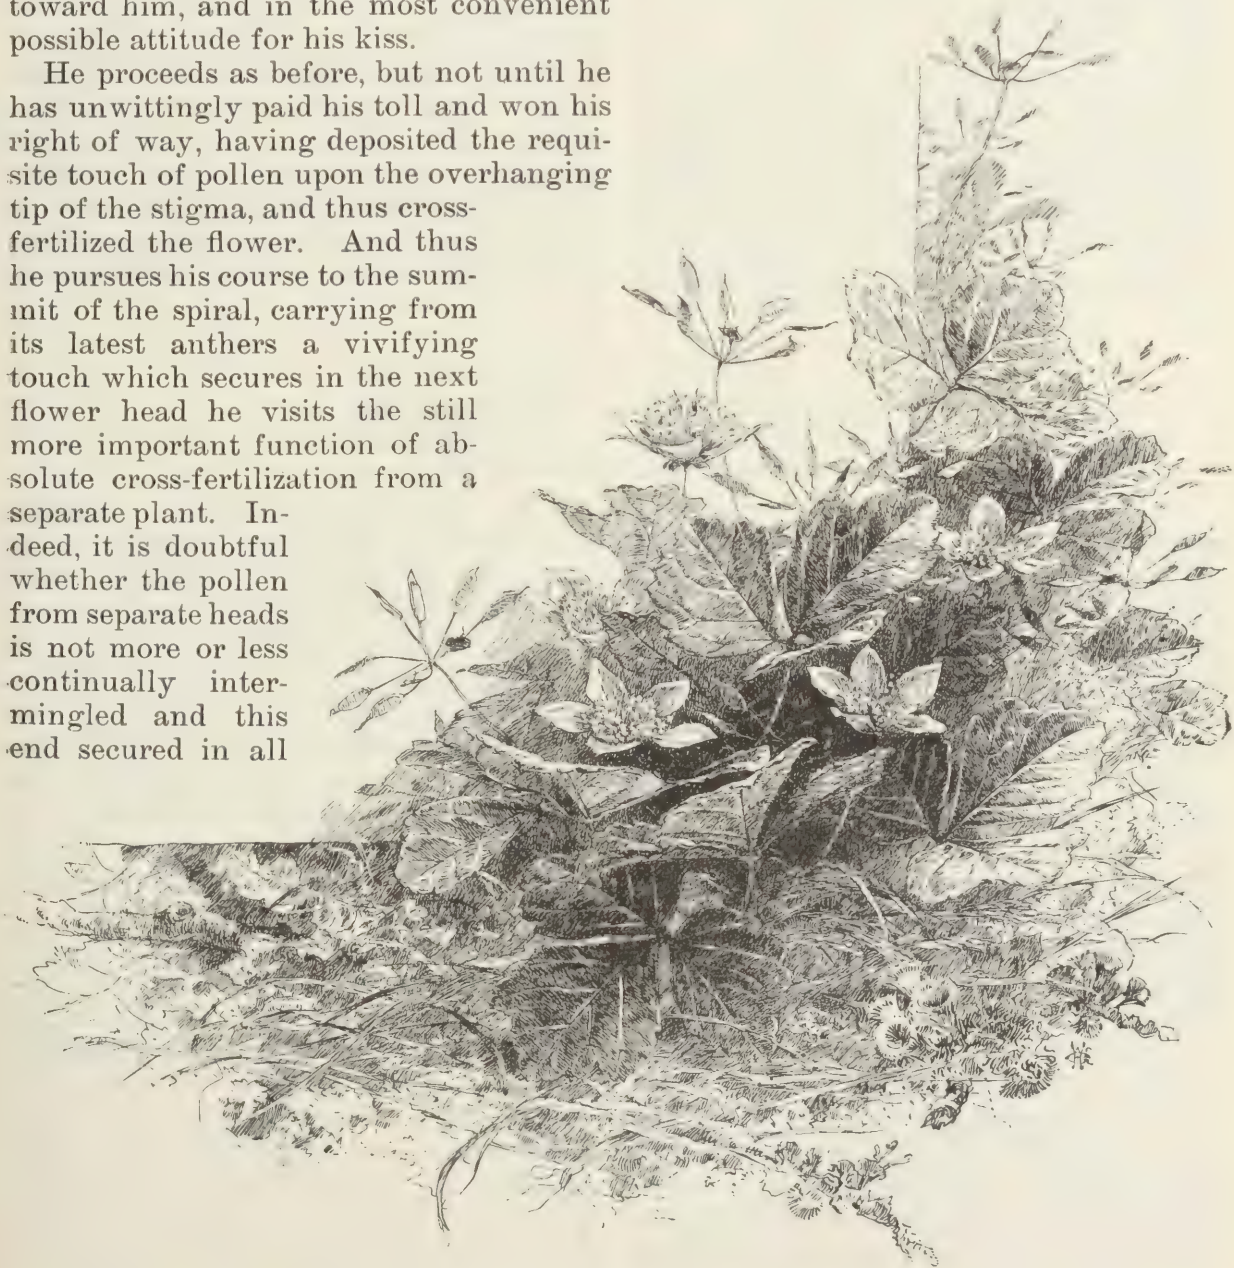 toward him, and in the most convenient
possible attitude for his kiss.
He proceeds as before, but not until he
has unwittingly paid his toll and won his
right of way, having deposited the requi-
site touch of pollen upon the overhanging
tip of the stigma, and thus cross-
fertilized the flower. And thus
he pursues his course to the sum-
mit of the spiral, carrying from
its latest anthers a vivifying
touch which secures in the next
flower head he visits the still
more important function of ab-
solute cross-fertilization from a
separate plant. In-
deed, it is doubtful
whether the pollen
from separate heads
is not more or less
continually inter-
mingled and this
end secured in all